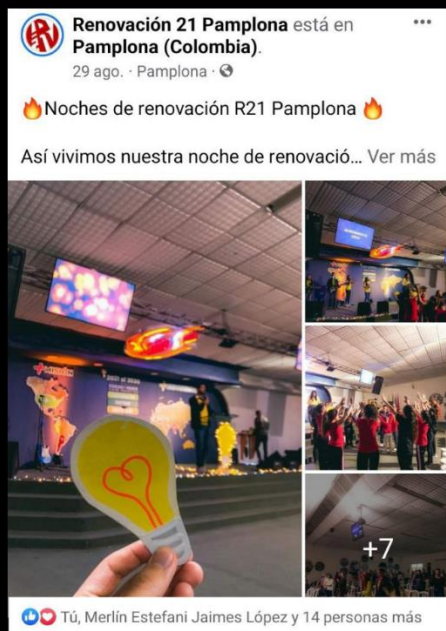 Renovación 21 Pamplona está en
Pamplona (Colombia).
29 ago. · Pamplona ·
🔥Noches de renovación R21 Pamplona 🔥
Así vivimos nuestra noche de renovació... Ver más
+MISIÓN
+7
Tú, Merlín Estefani Jaimes López y 14 personas más